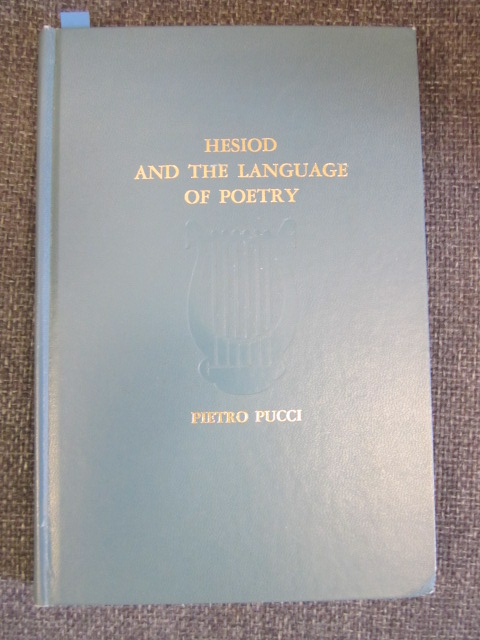 HESIOD
AND THE LANGUAGE
OF POETRY
PIETRO PUCCI